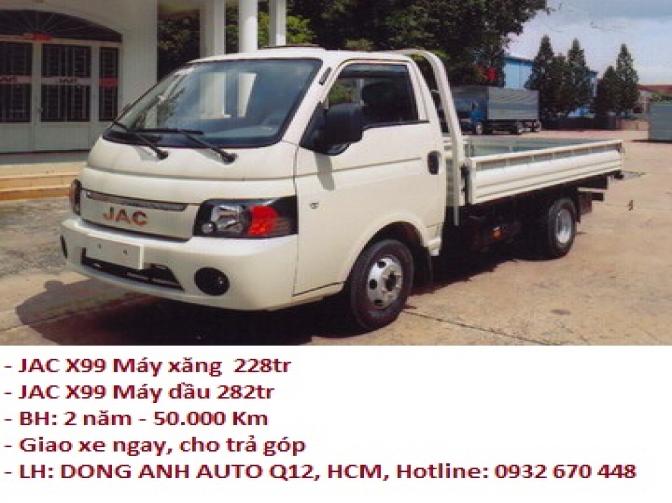 JAC
- JAC X99 Máy xăng 228tr
- JAC X99 Máy dầu 282tr
- BH: 2 năm - 50.000 Km
- Giao xe ngay, cho trả góp
- LH: DONG ANH AUTO Q12, HCM, Hotline: 0932 670 448